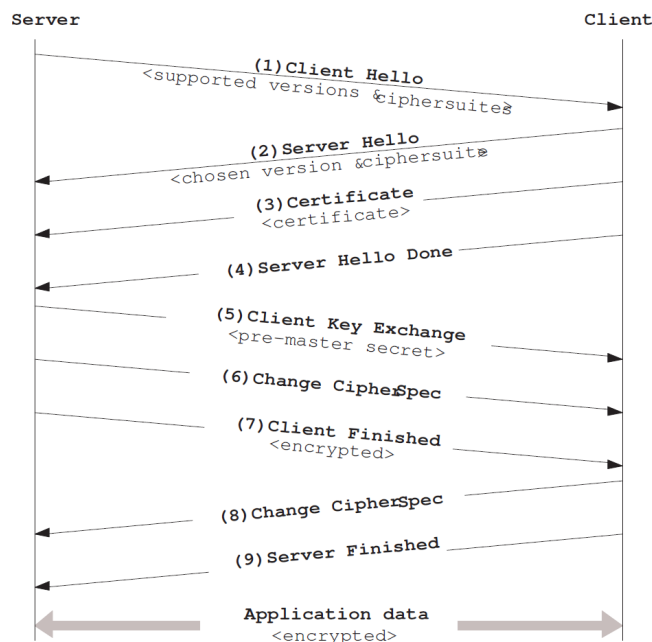 Server Client
(1)Client Hello
<supported versions &ciphersuites>
(2)Server Hello
<chosen version &ciphersuite>
(3)Certificate
<certificate>
(4)Server Hello Done
(5)Client Key Exchange
<pre-master secret>
(6)Change CipherSpec
(7)Client Finished
<encrypted>
(8)Change CipherSpec
(9)Server Finished
Application data
<encrypted>